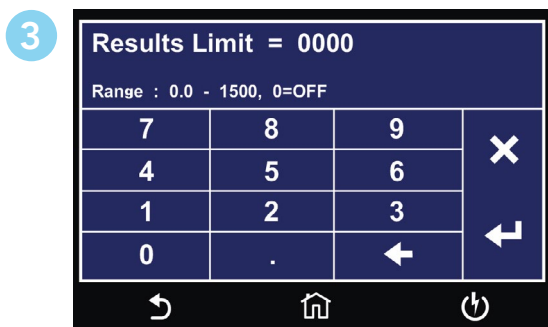 3
Results Limit = 0000
Range : 0.0 - 1500, 0=OFF
7 8 9
4 5 6
1 2 3
0 .